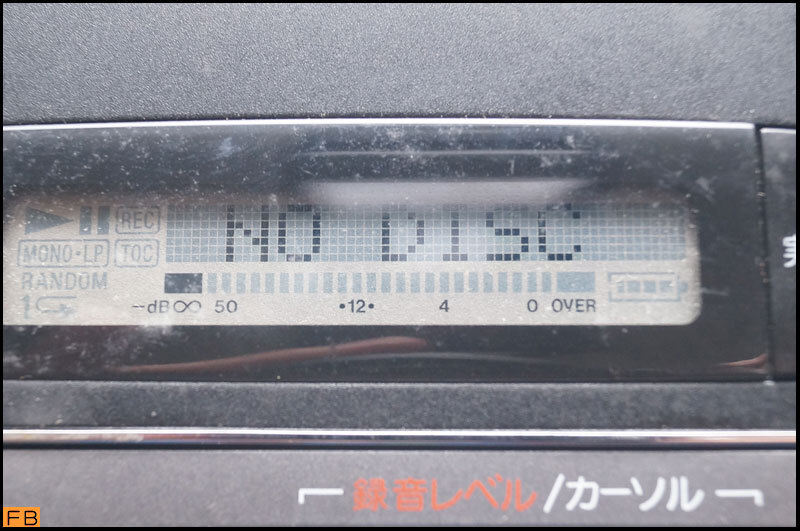 REC NO DISC
MONO•LP TOC
RANDOM
1
−dB∞ 50 •12• 4 0 OVER
録音レベル/カーソル
FB